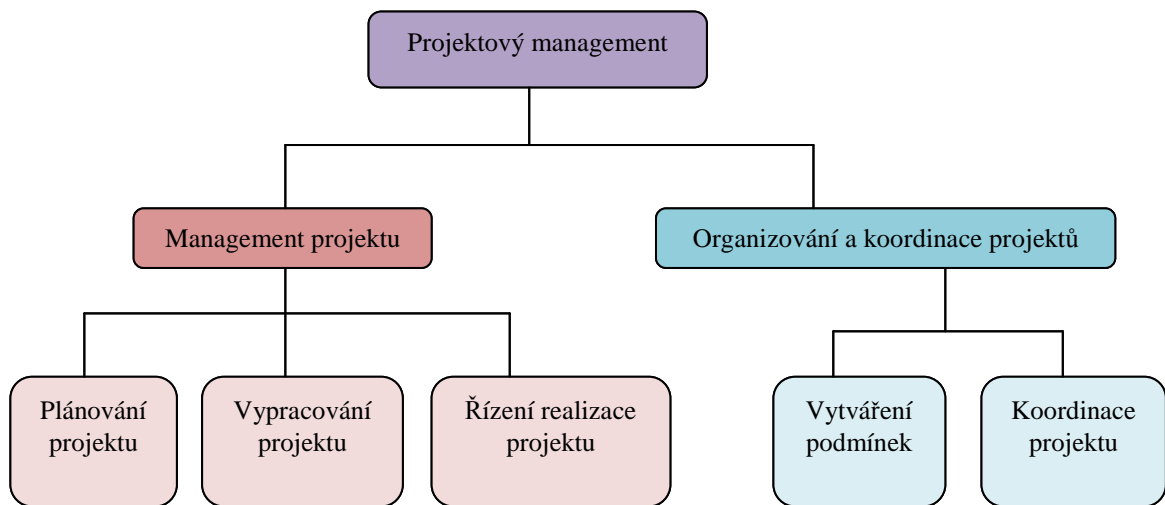 Projektový management
Management projektu
Organizování a koordinace projektů
Plánování
projektu
Vypracování
projektu
Řízení realizace
projektu
Vytváření
podmínek
Koordinace
projektu